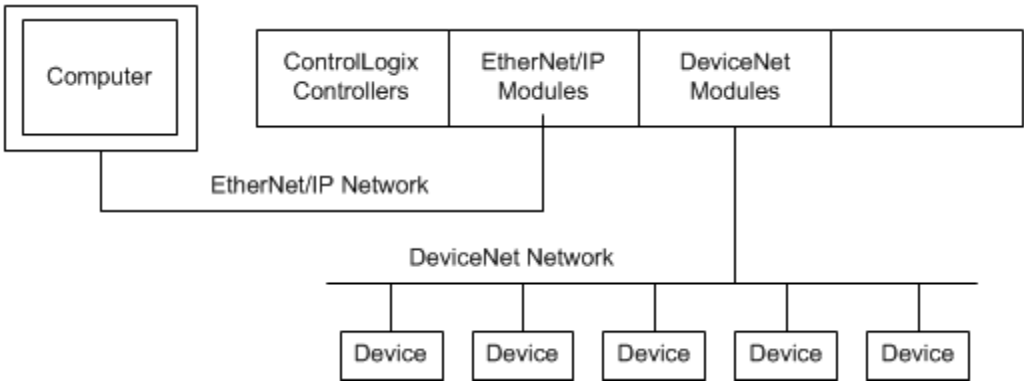 Computer
ControlLogix
Controllers
EtherNet/IP
Modules
DeviceNet
Modules
EtherNet/IP Network
DeviceNet Network
Device
Device
Device
Device
Device